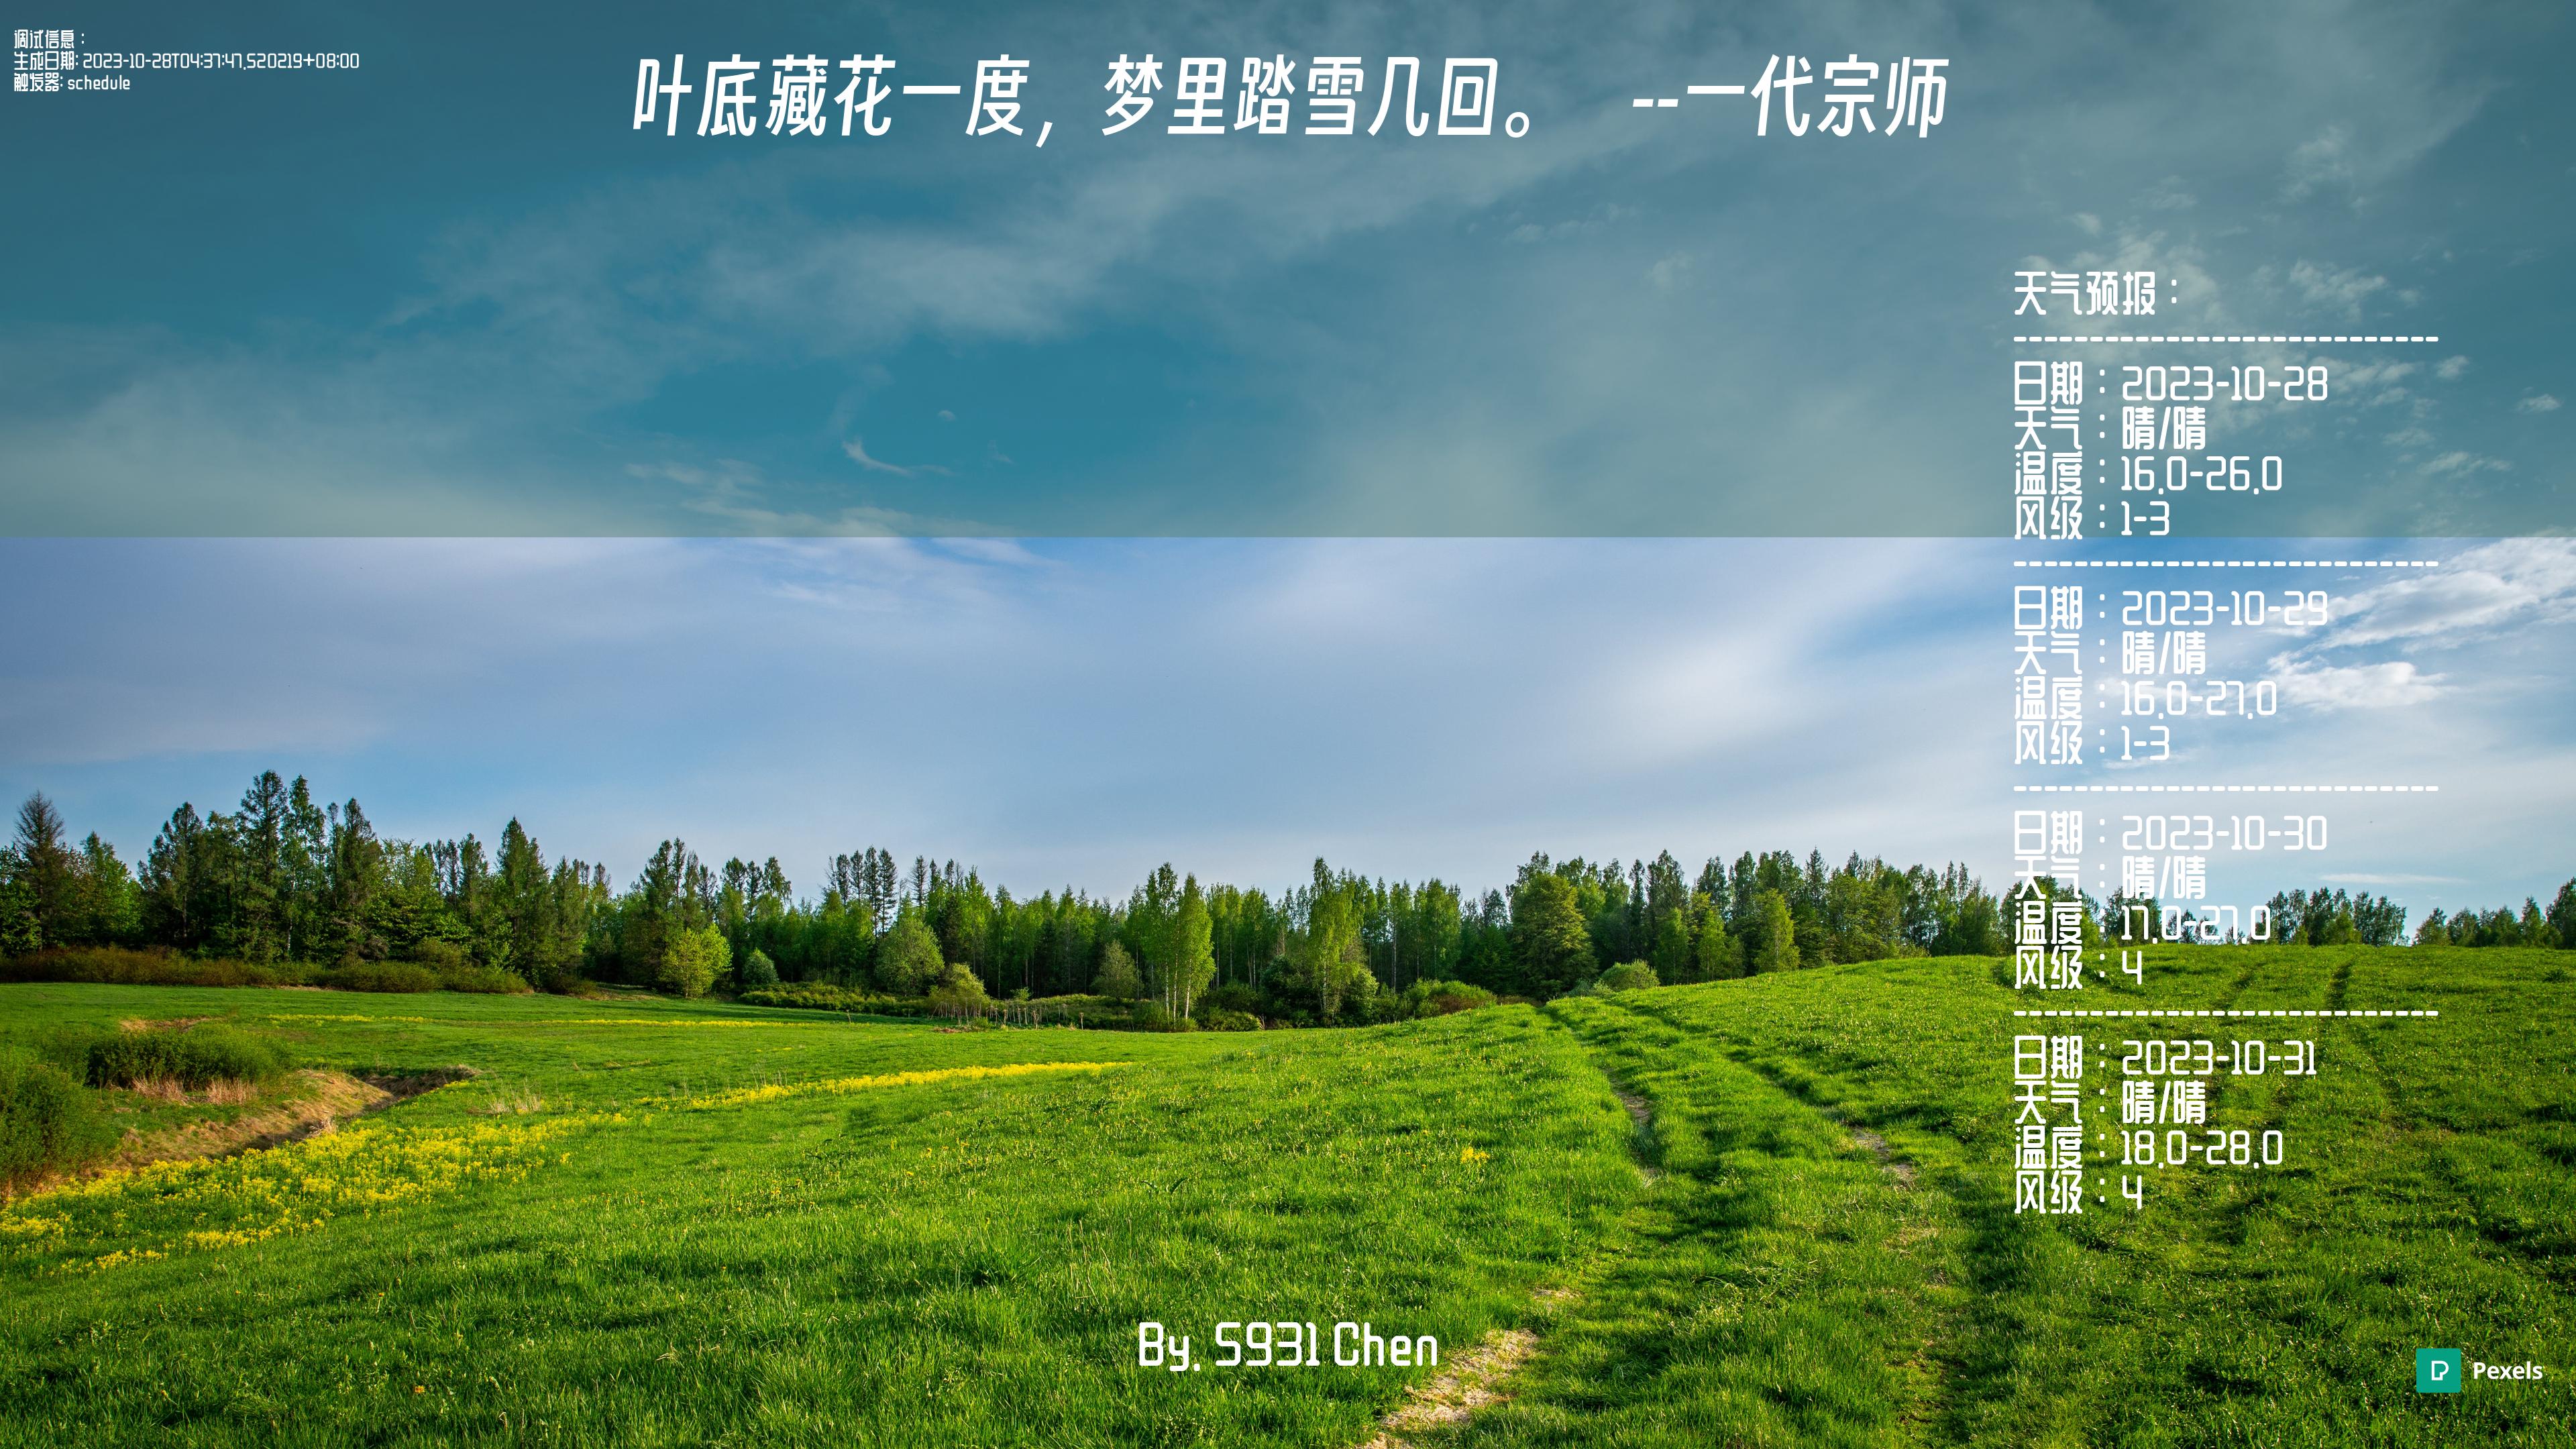 调试信息：
生成日期: 2023-10-28T04:37:47.520219+08:00
触发器: schedule
叶底藏花一度，梦里踏雪几回。 --一代宗师
天气预报：
----------------------------
日期：2023-10-28
天气：晴/晴
温度：16.0-26.0
风级：1-3
----------------------------
日期：2023-10-29
天气：晴/晴
温度：16.0-27.0
风级：1-3
----------------------------
日期：2023-10-30
天气：晴/晴
温度：17.0-27.0
风级：4
----------------------------
日期：2023-10-31
天气：晴/晴
温度：18.0-28.0
风级：4
By. S931 Chen
Pexels